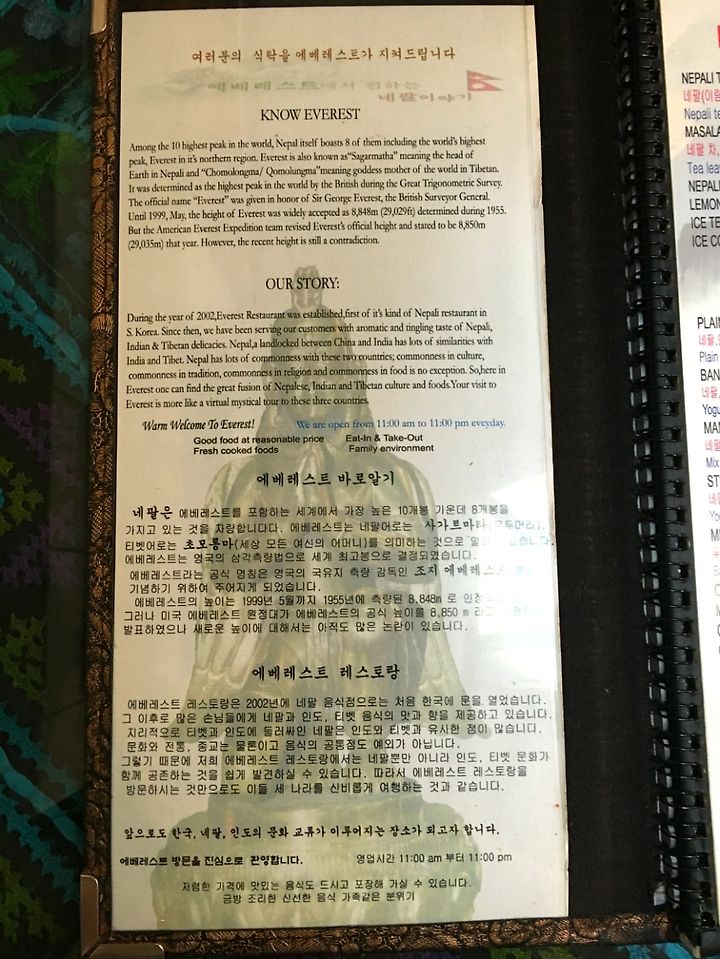 여러분의 식탁을 에베레스트가 지켜드립니다
에베레스트에서 전하는
네팔이야기
KNOW EVEREST
Among the 10 highest peak in the world, Nepal itself boasts 8 of them including the world's highest
peak, Everest in it's northern region. Everest is also known as"Sagarmatha" meaning the head of
Earth in Nepali and "Chomolongma/ Qomolungma"meaning goddess mother of the world in Tibetan.
It was determined as the highest peak in the world by the British during the Great Trigonometric Survey.
The official name "Everest" was given in honor of Sir George Everest, the British Surveyor General.
Until 1999, May, the height of Everest was widely accepted as 8,848m (29,029ft) determined during 1955.
But the American Everest Expedition team revised Everest's official height and stated to be 8,850m
(29,035m) that year. However, the recent height is still a contradiction.
OUR STORY:
During the year of 2002,Everest Restaurant was established,first of it's kind of Nepali restaurant in
S. Korea. Since then, we have been serving our customers with aromatic and tingling taste of Nepali,
Indian & Tibetan delicacies. Nepal,a landlocked between China and India has lots of similarities with
India and Tibet. Nepal has lots of commonness with these two countries; commonness in culture,
commonness in tradition, commonness in religion and commonness in food is no exception. So,here in
Everest one can find the great fusion of Nepalese, Indian and Tibetan culture and foods.Your visit to
Everest is more like a virtual mystical tour to these three countries.
Warm Welcome To Everest! We are open from 11:00 am to 11:00 pm eveyday.
Good food at reasonable price Eat-In & Take-Out
Fresh cooked foods Family environment
에베레스트 바로알기
네팔은 에베레스트를 포함하는 세계에서 가장 높은 10개봉 가운데 8개봉을
가지고 있는 것을 자랑합니다다. 에베레스트는 네팔어로는 사가르마타
티벳어로는 초모롱마(세상 모든 여신의 어머니)를 의미하는 것으로
에베레스트는 영국의 삼각측량법으로 세계 최고봉으로 결정되었습니다.
에베레스트라는 공식 명칭은 영국의 국유지 측량 감독인 조지 에베레스트
기념하기 위하여 주어지게 되었습니다.
에베레스트의 높이는 1999년 5월까지 1955년에 측량된 8,848m 로
그러나 미국 에베레스트 원정대가 에베레스트의 공식 높이를 8,850 m 라고
발표하였으나 새로운 높이에 대해서는 아직도 많은 논란이 있습니다.
에베레스트 레스토랑
에베레스트 레스토랑은 2002년에 네팔 음식점으로는 처음 한국에 문을 열었습니다.
그 이후로 많은 손님들에게 네팔과 인도, 티벳 음식의 맛과 향을 제공하고 있습니다.
지리적으로 티벳과 인도에 둘러싸인 네팔은 인도와 티벳과 유사한 점이 많습니다.
문화와 전통, 종교는 물론이고 음식의 공통점도 예외가 아닙니다.
그렇기 때문에 저희 에베레스트 레스토랑에서는 네팔뿐만 아니라 인도, 티벳 문화가
함께 공존하는 것을 쉽게 발견하실 수 있습니다. 따라서 에베레스트 레스토랑을
방문하시는 것만으로도 이들 세 나라를 신비롭게 여행하는 것과 같습니다.
앞으로도 한국, 네팔, 인도의 문화 교류가 이루어지는 장소가 되고자 합니다.
에베레스트 방문을 진심으로 환영합니다. 영업시간 11:00 am 부터 11:00 pm
저렴한 가격에 맛있는 음식도 드시고 포장해 가실 수 있습니다.
금방 조리한 신선한 음식 가족같은 분위기
NEPALI
Nepali
MASALA
네팔 차,
Tea
NEPALI
LEMON
ICE
ICE
PLAIN
Plain